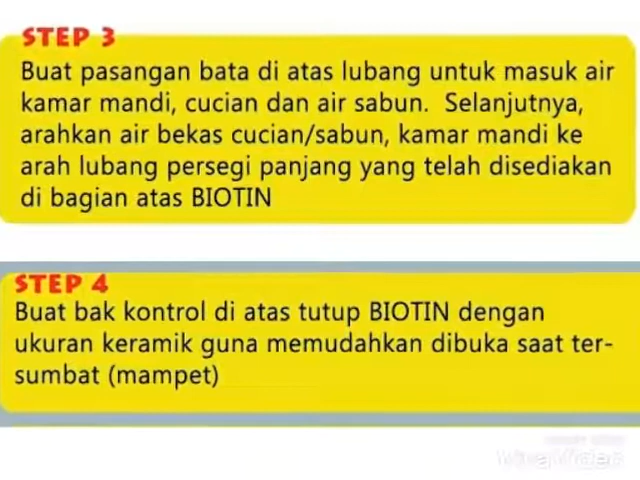 STEP 3
Buat pasangan bata di atas lubang untuk masuk air
kamar mandi, cucian dan air sabun. Selanjutnya,
arahkan air bekas cucian/sabun, kamar mandi ke
arah lubang persegi panjang yang telah disediakan
di bagian atas BIOTIN
STEP 4
Buat bak kontrol di atas tutup BIOTIN dengan
ukuran keramik guna memudahkan dibuka saat ter-
sumbat (mampet)